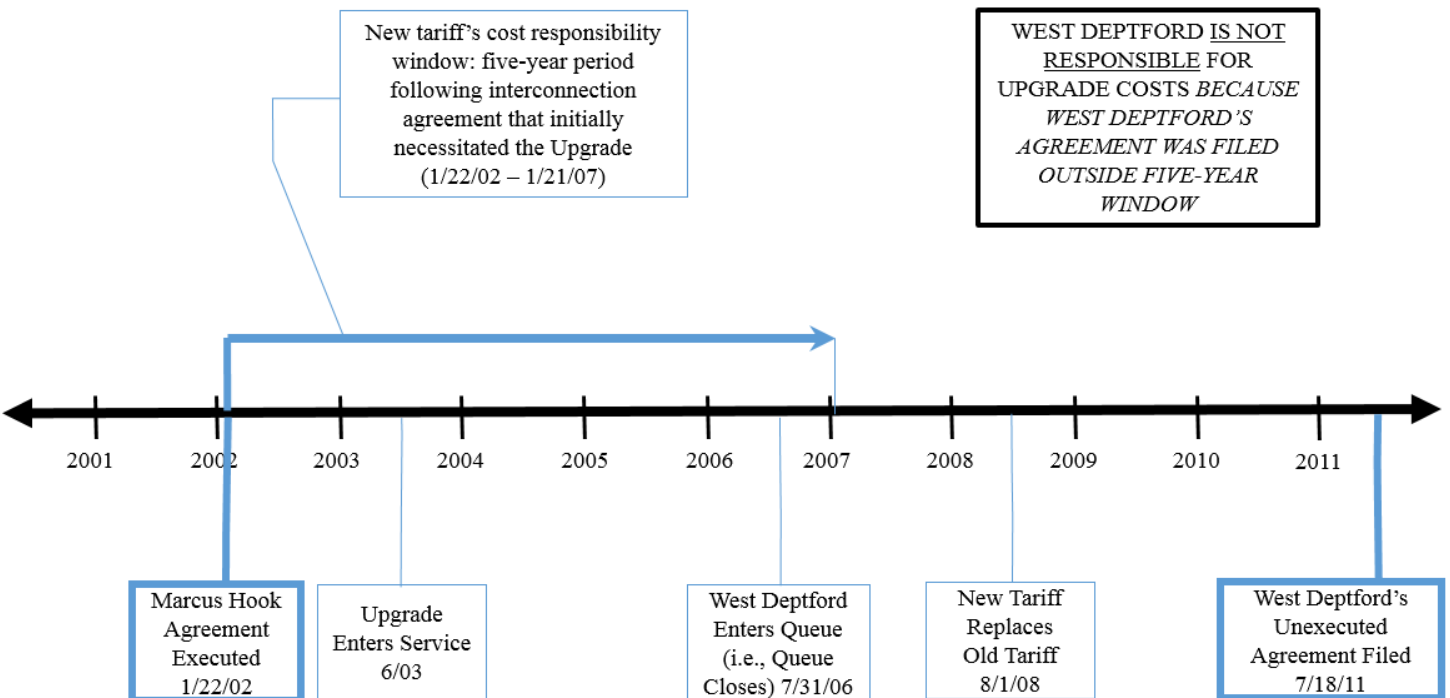 New tariff's cost responsibility
window: five-year period
following interconnection
agreement that initially
necessitated the Upgrade
(1/22/02 – 1/21/07)
WEST DEPTFORD IS NOT
RESPONSIBLE FOR
UPGRADE COSTS BECAUSE
WEST DEPTFORD'S
AGREEMENT WAS FILED
OUTSIDE FIVE-YEAR
WINDOW
2001
2002
2003
2004
2005
2006
2007
2008
2009
2010
2011
Marcus Hook
Agreement
Executed
1/22/02
Upgrade
Enters Service
6/03
West Deptford
Enters Queue
(i.e., Queue
Closes) 7/31/06
New Tariff
Replaces
Old Tariff
8/1/08
West Deptford's
Unexecuted
Agreement Filed
7/18/11